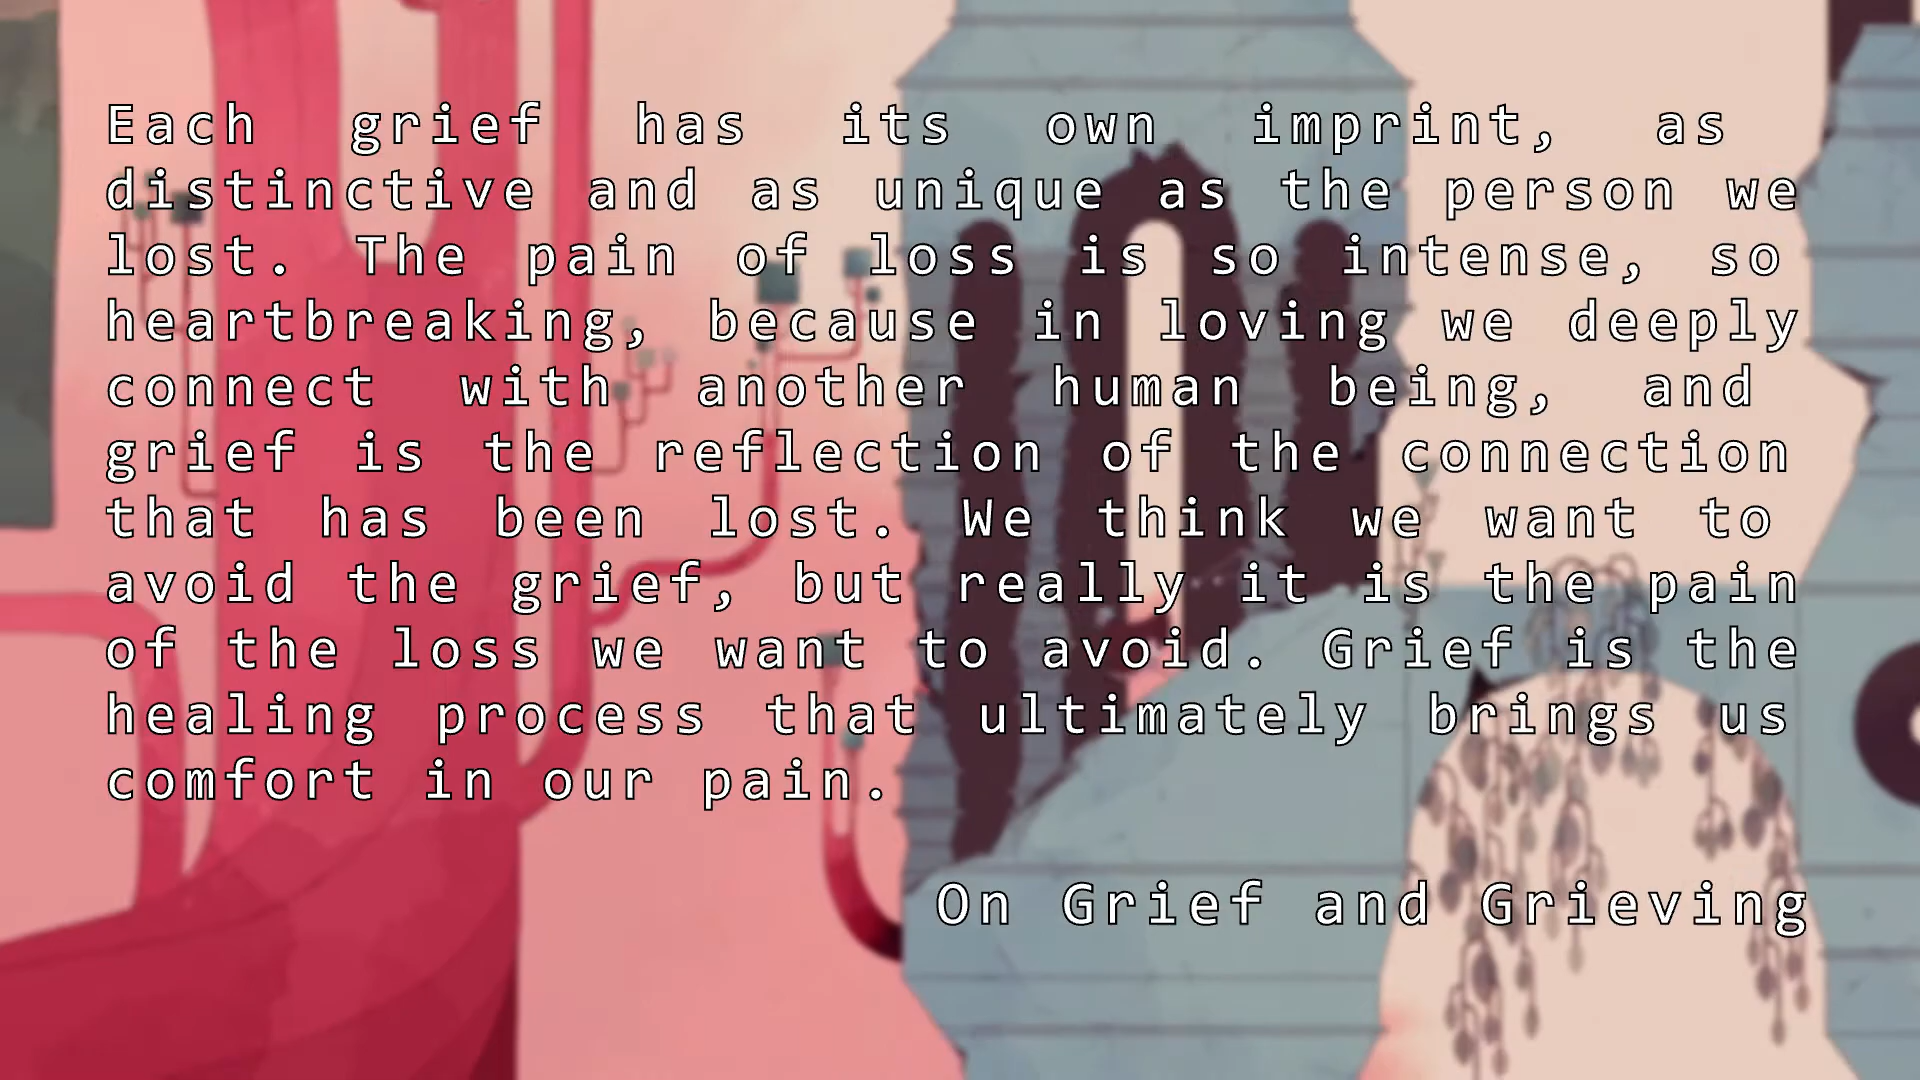 Each grief has its own imprint, as
distinctive and as unique as the person we
lost. The pain of loss is so intense, so
heartbreaking, because in loving we deeply
connect with another human being, and
grief is the reflection of the connection
that has been lost. We think we want to
avoid the grief, but really it is the pain
of the loss we want to avoid. Grief is the
healing process that ultimately brings us
comfort in our pain.
On Grief and Grieving